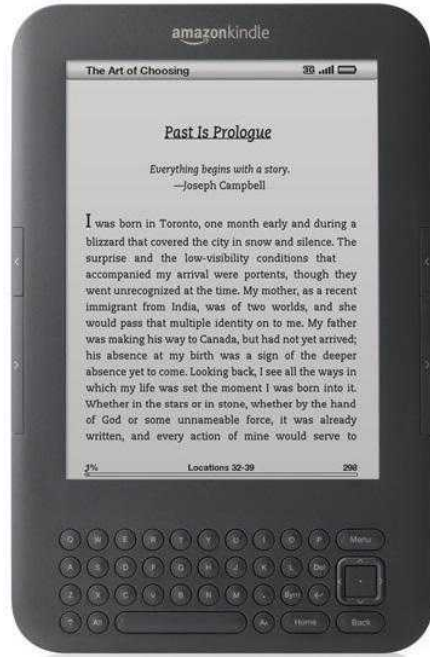 amazonkindle
The Art of Choosing 3G
Past Is Prologue
Everything begins with a story.
—Joseph Campbell
I was born in Toronto, one month early and during a
blizzard that covered the city in snow and silence. The
surprise and the low-visibility conditions that
accompanied my arrival were portents, though they
went unrecognized at the time. My mother, as a recent
immigrant from India, was of two worlds, and she
would pass that multiple identity on to me. My father
was making his way to Canada, but had not yet arrived;
his absence at my birth was a sign of the deeper
absence yet to come. Looking back, I see all the ways in
which my life was set the moment I was born into it.
Whether in the stars or in stone, whether by the hand
of God or some unnameable force, it was already
written, and every action of mine would serve to
1% Locations 32-39 298
Q W E R T Y U I O P Menu
A S D F G H J K L Del
Z X C V B N M . Sym
Alt Aa Home Back